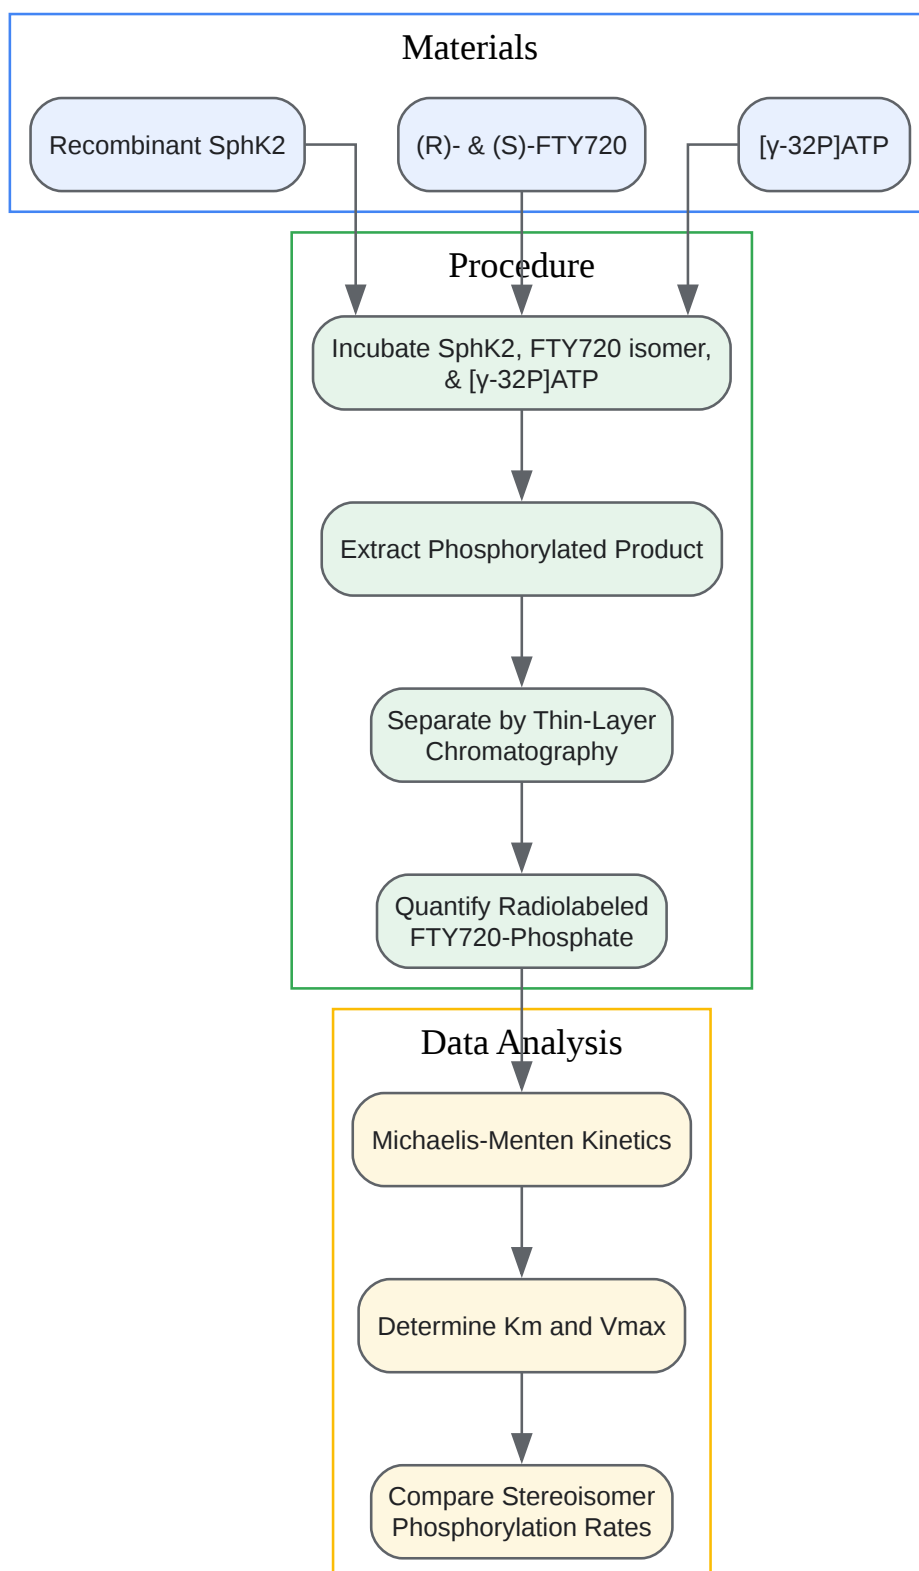 Materials
Recombinant SphK2
(R)- & (S)-FTY720
[γ-32P]ATP
Procedure
Incubate SphK2, FTY720 isomer,
& [γ-32P]ATP
Extract Phosphorylated Product
Separate by Thin-Layer
Chromatography
Quantify Radiolabeled
FTY720-Phosphate
Data Analysis
Michaelis-Menten Kinetics
Determine Km and Vmax
Compare Stereoisomer
Phosphorylation Rates